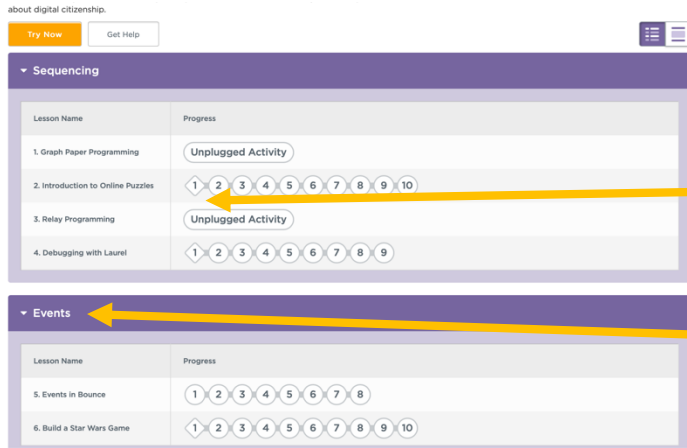 about digital citizenship.
Try Now Get Help
Sequencing
Lesson Name Progress
1. Graph Paper Programming Unplugged Activity
2. Introduction to Online Puzzles 1 2 3 4 5 6 7 8 9 10
3. Relay Programming Unplugged Activity
4. Debugging with Laurel 1 2 3 4 5 6 7 8 9
Events
Lesson Name Progress
5. Events in Bounce 1 2 3 4 5 6 7 8
6. Build a Star Wars Game 1 2 3 4 5 6 7 8 9 10